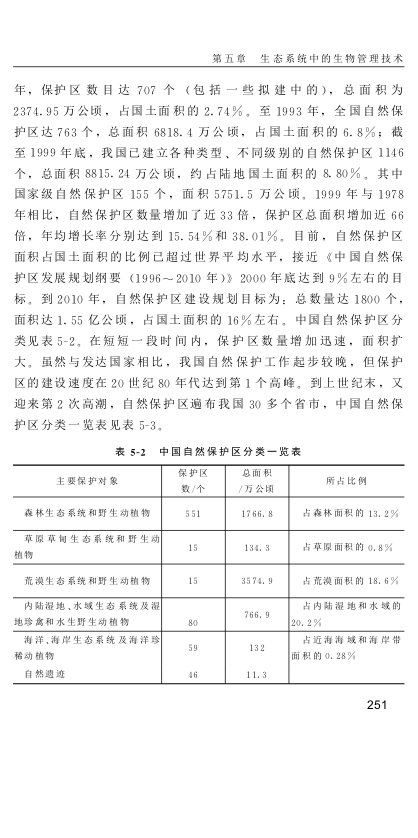 第五章 生态系统中的生物管理技术
年，保护区数目达 707 个（包括一些拟建中的），总面积为
2374.95 万公顷，占国土面积的 2.74%。至 1993 年，全国自然保
护区达 763 个，总面积 6818.4 万公顷，占国土面积的 6.8%；截
至 1999 年底，我国已建立各种类型、不同级别的自然保护区 1146
个，总面积 8815.24 万公顷，约占陆地国土面积的 8.80%。其中
国家级自然保护区 155 个，面积 5751.5 万公顷。1999 年与 1978
年相比，自然保护区数量增加了近 33 倍，保护区总面积增加近 66
倍，年均增长率分别达到 15.54%和 38.01%。目前，自然保护区
面积占国土面积的比例已超过世界平均水平，接近《中国自然保
护区发展规划纲要（1996～2010 年）》2000 年底达到 9%左右的目
标。到 2010 年，自然保护区建设规划目标为：总数量达 1800 个，
面积达 1.55 亿公顷，占国土面积的 16%左右。中国自然保护区分
类见表 5-2。在短短一段时间内，保护区数量增加迅速，面积扩
大。虽然与发达国家相比，我国自然保护工作起步较晚，但保护
区的建设速度在 20 世纪 80 年代达到第 1 个高峰。到上世纪末，又
迎来第 2 次高潮，自然保护区遍布我国 30 多个省市，中国自然保
护区分类一览表见表 5-3。
表 5-2 中国自然保护区分类一览表
主要保护对象 保护区数/个 总面积/万公顷 所占比例
森林生态系统和野生动植物 551 1766.8 占森林面积的 13.2%
草原草甸生态系统和野生动植物 15 134.3 占草原面积的 0.8%
荒漠生态系统和野生动植物 15 3574.9 占荒漠面积的 18.6%
内陆湿地、水域生态系统及湿地珍禽和水生野生动植物 80 766.9 占内陆湿地和水域的 20.2%
海洋、海岸生态系统及海洋珍稀动植物 59 132 占近海海域和海岸带面积的 0.28%
自然遗迹 46 11.3
251